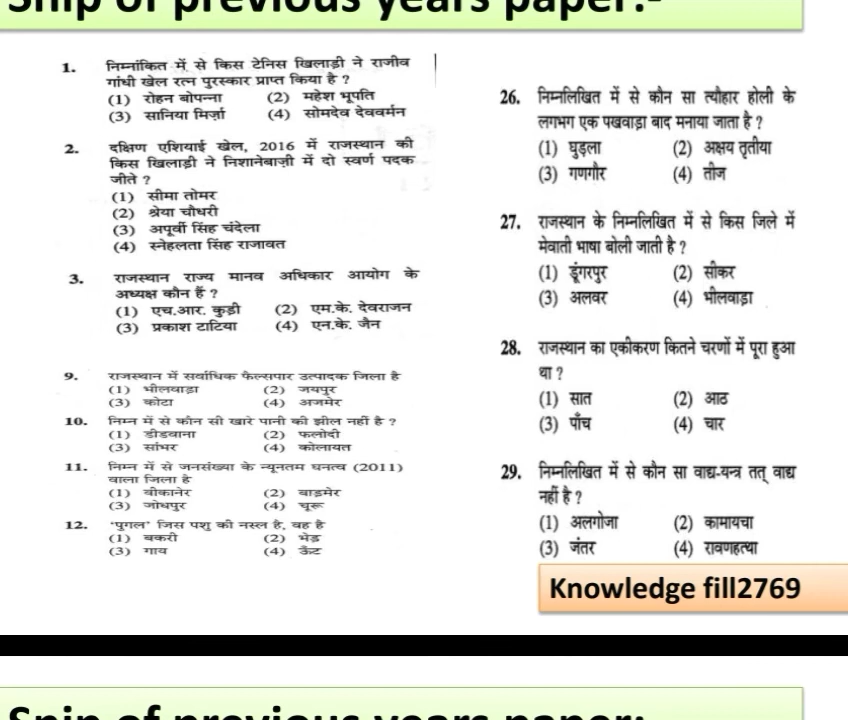 Snip of previous years paper:-
1. निम्नांकित में से किस टेनिस खिलाड़ी ने राजीव
गांधी खेल रत्न पुरस्कार प्राप्त किया है ?
(1) रोहन बोपन्ना (2) महेश भूपति
(3) सानिया मिर्ज़ा (4) सोमदेव देववर्मन
2. दक्षिण एशियाई खेल, 2016 में राजस्थान की
किस खिलाड़ी ने निशानेबाज़ी में दो स्वर्ण पदक
जीते ?
(1) सीमा तोमर
(2) श्रेया चौधरी
(3) अपूर्वी सिंह चंदेला
(4) स्नेहलता सिंह राजावत
3. राजस्थान राज्य मानव अधिकार आयोग के
अध्यक्ष कौन हैं ?
(1) एच.आर. कुड़ी (2) एम.के. देवराजन
(3) प्रकाश टाटिया (4) एन.के. जैन
9. राजस्थान में सर्वाधिक फैल्सपार उत्पादक जिला है
(1) भीलवाड़ा (2) जयपुर
(3) कोटा (4) अजमेर
10. निम्न में से कौन सी खारे पानी की झील नहीं है ?
(1) डीडवाना (2) फलोदी
(3) सांभर (4) कोलायत
11. निम्न में से जनसंख्या के न्यूनतम घनत्व (2011)
वाला जिला है
(1) बीकानेर (2) बाड़मेर
(3) जोधपुर (4) चूरू
12. 'पुगल' जिस पशु की नस्ल है, वह है
(1) बकरी (2) भेड़
(3) गाय (4) ऊँट
26. निम्नलिखित में से कौन सा त्यौहार होली के
लगभग एक पखवाड़ा बाद मनाया जाता है ?
(1) घुड़ला (2) अक्षय तृतीया
(3) गणगौर (4) तीज
27. राजस्थान के निम्नलिखित में से किस जिले में
मेवाती भाषा बोली जाती है ?
(1) डूंगरपुर (2) सीकर
(3) अलवर (4) भीलवाड़ा
28. राजस्थान का एकीकरण कितने चरणों में पूरा हुआ
था ?
(1) सात (2) आठ
(3) पाँच (4) चार
29. निम्नलिखित में से कौन सा वाद्य-यन्त्र तत् वाद्य
नहीं है ?
(1) अलगोजा (2) कामायचा
(3) जंतर (4) रावणहत्था
Knowledge fill2769
Snip of previous years paper:-